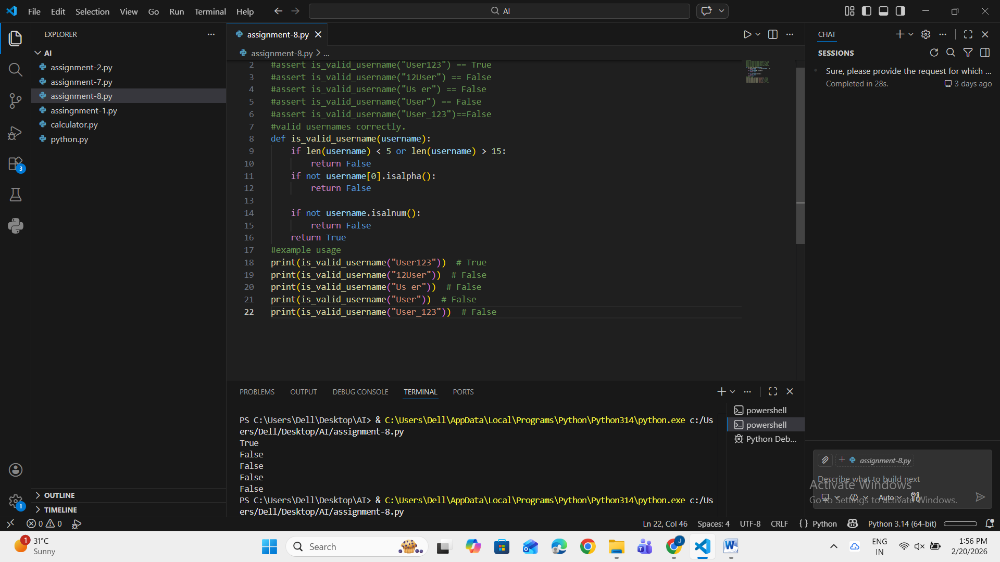 File Edit Selection View Go Run Terminal Help
AI
EXPLORER
AI
assignment-2.py
assignment-7.py
assignment-8.py
assingnment-1.py
calculator.py
python.py
OUTLINE
TIMELINE
3
1
assignment-8.py
assignment-8.py > ...
2 #assert is_valid_username("User123") == True
3 #assert is_valid_username("12User") == False
4 #assert is_valid_username("Us er") == False
5 #assert is_valid_username("User") == False
6 #assert is_valid_username("User_123")==False
7 #valid usernames correctly.
8 def is_valid_username(username):
9 if len(username) < 5 or len(username) > 15:
10 return False
11 if not username[0].isalpha():
12 return False
13
14 if not username.isalnum():
15 return False
16 return True
17 #example usage
18 print(is_valid_username("User123")) # True
19 print(is_valid_username("12User")) # False
20 print(is_valid_username("Us er")) # False
21 print(is_valid_username("User")) # False
22 print(is_valid_username("User_123")) # False
PROBLEMS OUTPUT DEBUG CONSOLE TERMINAL PORTS
PS C:\Users\Dell\Desktop\AI> & C:\Users\Dell\AppData\Local\Programs\Python\Python314\python.exe c:/Us
ers/Dell/Desktop/AI/assignment-8.py
True
False
False
False
False
PS C:\Users\Dell\Desktop\AI> & C:\Users\Dell\AppData\Local\Programs\Python\Python314\python.exe c:/Us
ers/Dell/Desktop/AI/assignment-8.py
powershell
powershell
Python Deb...
CHAT
SESSIONS
Sure, please provide the request for which ...
Completed in 28s. 3 days ago
assignment-8.py
Describe what to build next
Auto
Activate Windows
Go to Settings to activate Windows.
0 0
Ln 22, Col 46 Spaces: 4 UTF-8 CRLF { } Python Python 3.14 (64-bit)
1
31°C
Sunny
Search
J
ENG
IN
1:56 PM
2/20/2026